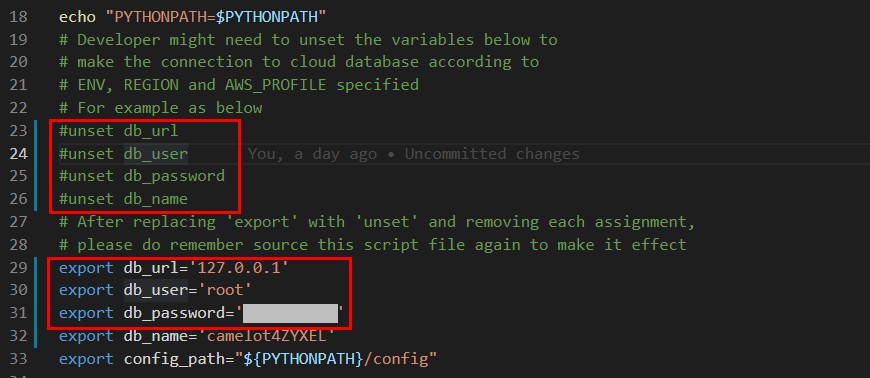 18 echo "PYTHONPATH=$PYTHONPATH"
19 # Developer might need to unset the variables below to
20 # make the connection to cloud database according to
21 # ENV, REGION and AWS_PROFILE specified
22 # For example as below
23 #unset db_url
24 #unset db_user You, a day ago • Uncommitted changes
25 #unset db_password
26 #unset db_name
27 # After replacing 'export' with 'unset' and removing each assignment,
28 # please do remember source this script file again to make it effect
29 export db_url='127.0.0.1'
30 export db_user='root'
31 export db_password=' '
32 export db_name='camelot4ZYXEL'
33 export config_path="${PYTHONPATH}/config"